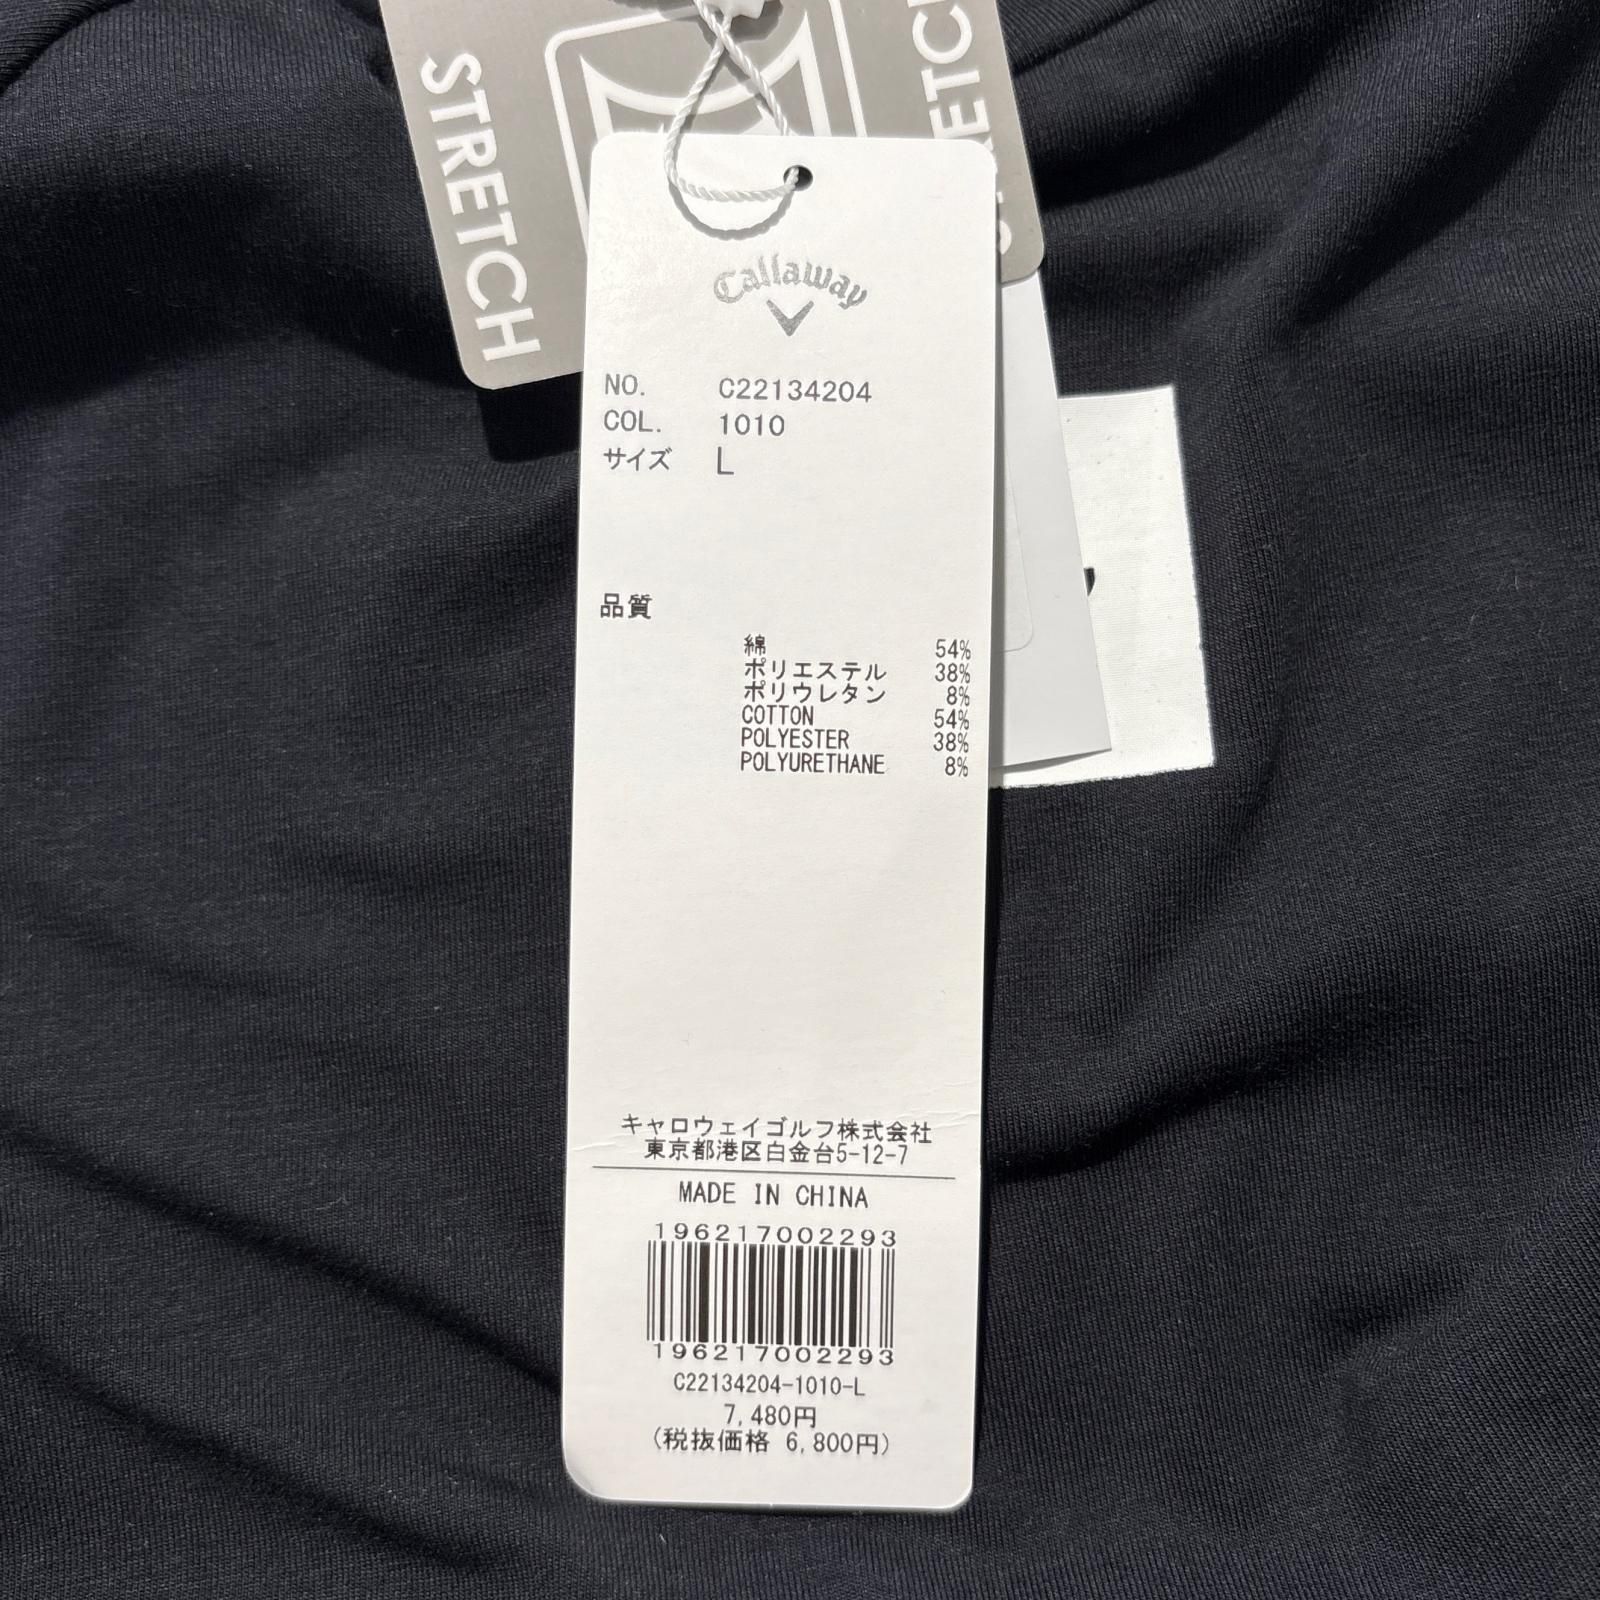 STRETCH
STRETCH
Callaway
NO. C22134204
COL. 1010
サイズ L
品質
綿 54%
ポリエステル 38%
ポリウレタン 8%
COTTON 54%
POLYESTER 38%
POLYURETHANE 8%
キャロウェイゴルフ株式会社
東京都港区白金台5-12-7
MADE IN CHINA
196217002293
196217002293
C22134204-1010-L
7,480円
(税抜価格 6,800円)